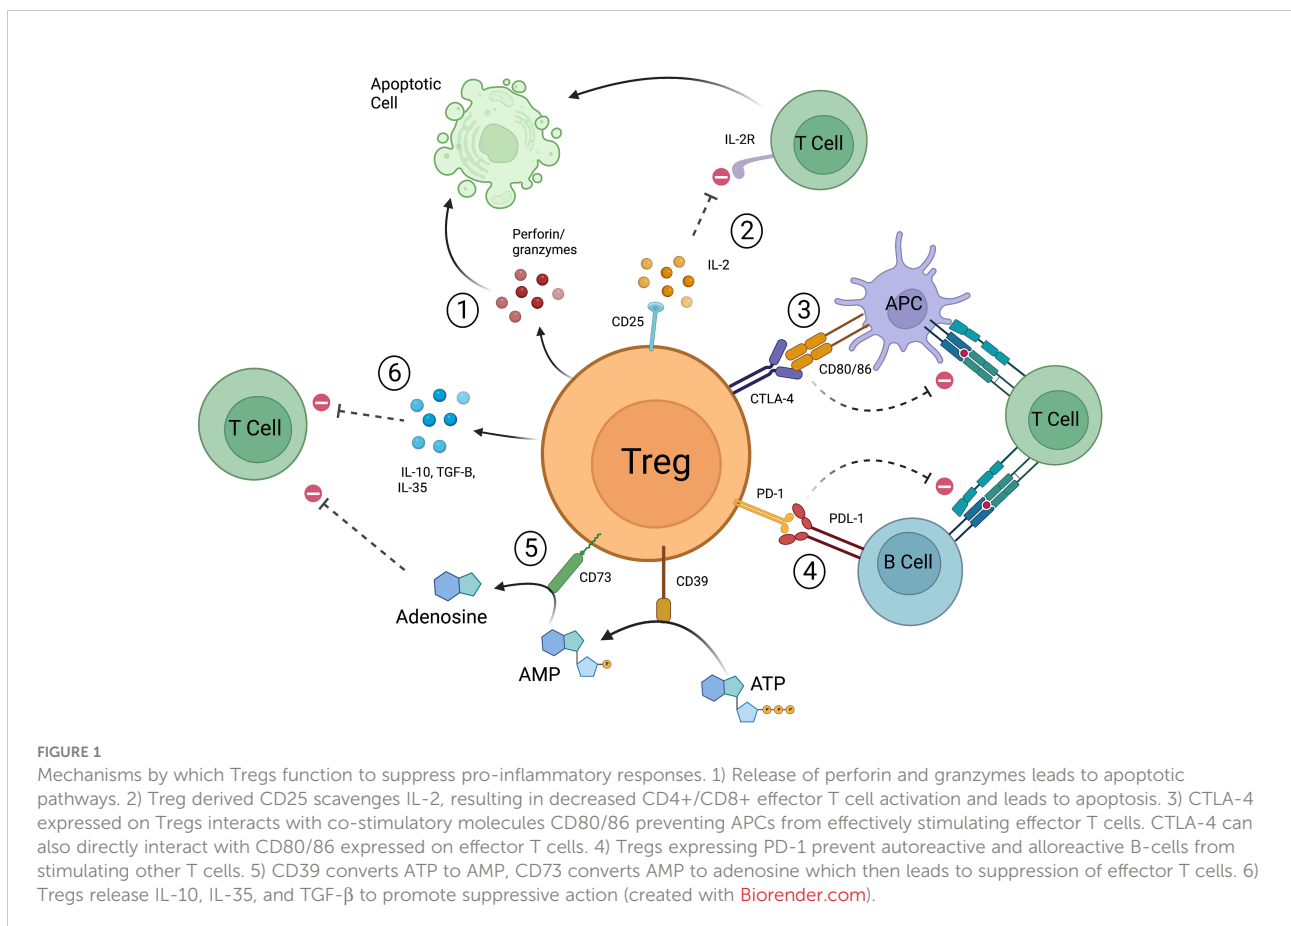 Apoptotic
Cell
T Cell
IL-2R
2
Perforin/
granzymes
IL-2
1
CD25
3
APC
CD80/86
CTLA-4
6
T Cell
T Cell
IL-10, TGF-B,
IL-35
Treg
PD-1
PDL-1
5
CD73
CD39
4
B Cell
Adenosine
AMP
P
ATP
P P P
FIGURE 1
Mechanisms by which Tregs function to suppress pro-inflammatory responses. 1) Release of perforin and granzymes leads to apoptotic
pathways. 2) Treg derived CD25 scavenges IL-2, resulting in decreased CD4+/CD8+ effector T cell activation and leads to apoptosis. 3) CTLA-4
expressed on Tregs interacts with co-stimulatory molecules CD80/86 preventing APCs from effectively stimulating effector T cells. CTLA-4 can
also directly interact with CD80/86 expressed on effector T cells. 4) Tregs expressing PD-1 prevent autoreactive and alloreactive B-cells from
stimulating other T cells. 5) CD39 converts ATP to AMP, CD73 converts AMP to adenosine which then leads to suppression of effector T cells. 6)
Tregs release IL-10, IL-35, and TGF-β to promote suppressive action (created with Biorender.com).